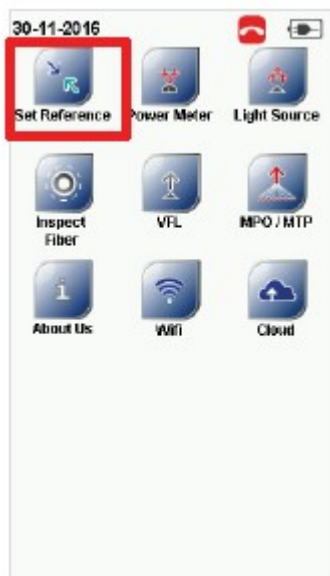 30-11-2016
Set Reference
Power Meter
Light Source
Inspect
Fiber
VFL
MPO / MTP
i
About Us
Wifi
Cloud